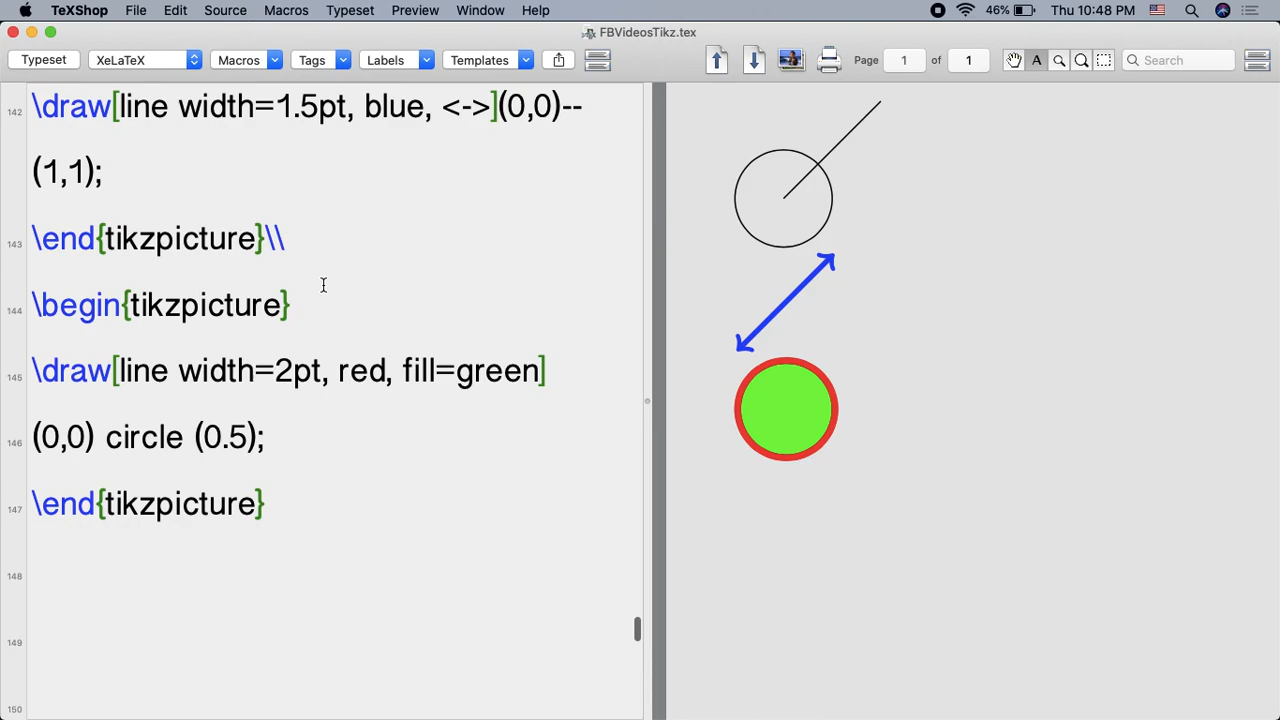 TeXShop File Edit Source Macros Typeset Preview Window Help 46% Thu 10:48 PM
FBVideosTikz.tex
Typeset XeLaTeX Macros Tags Labels Templates Page 1 of 1 A Search
142 \draw[line width=1.5pt, blue, <->](0,0)--
(1,1);
143 \end{tikzpicture}\\
144 \begin{tikzpicture}
145 \draw[line width=2pt, red, fill=green]
146 (0,0) circle (0.5);
147 \end{tikzpicture}
148
149
150